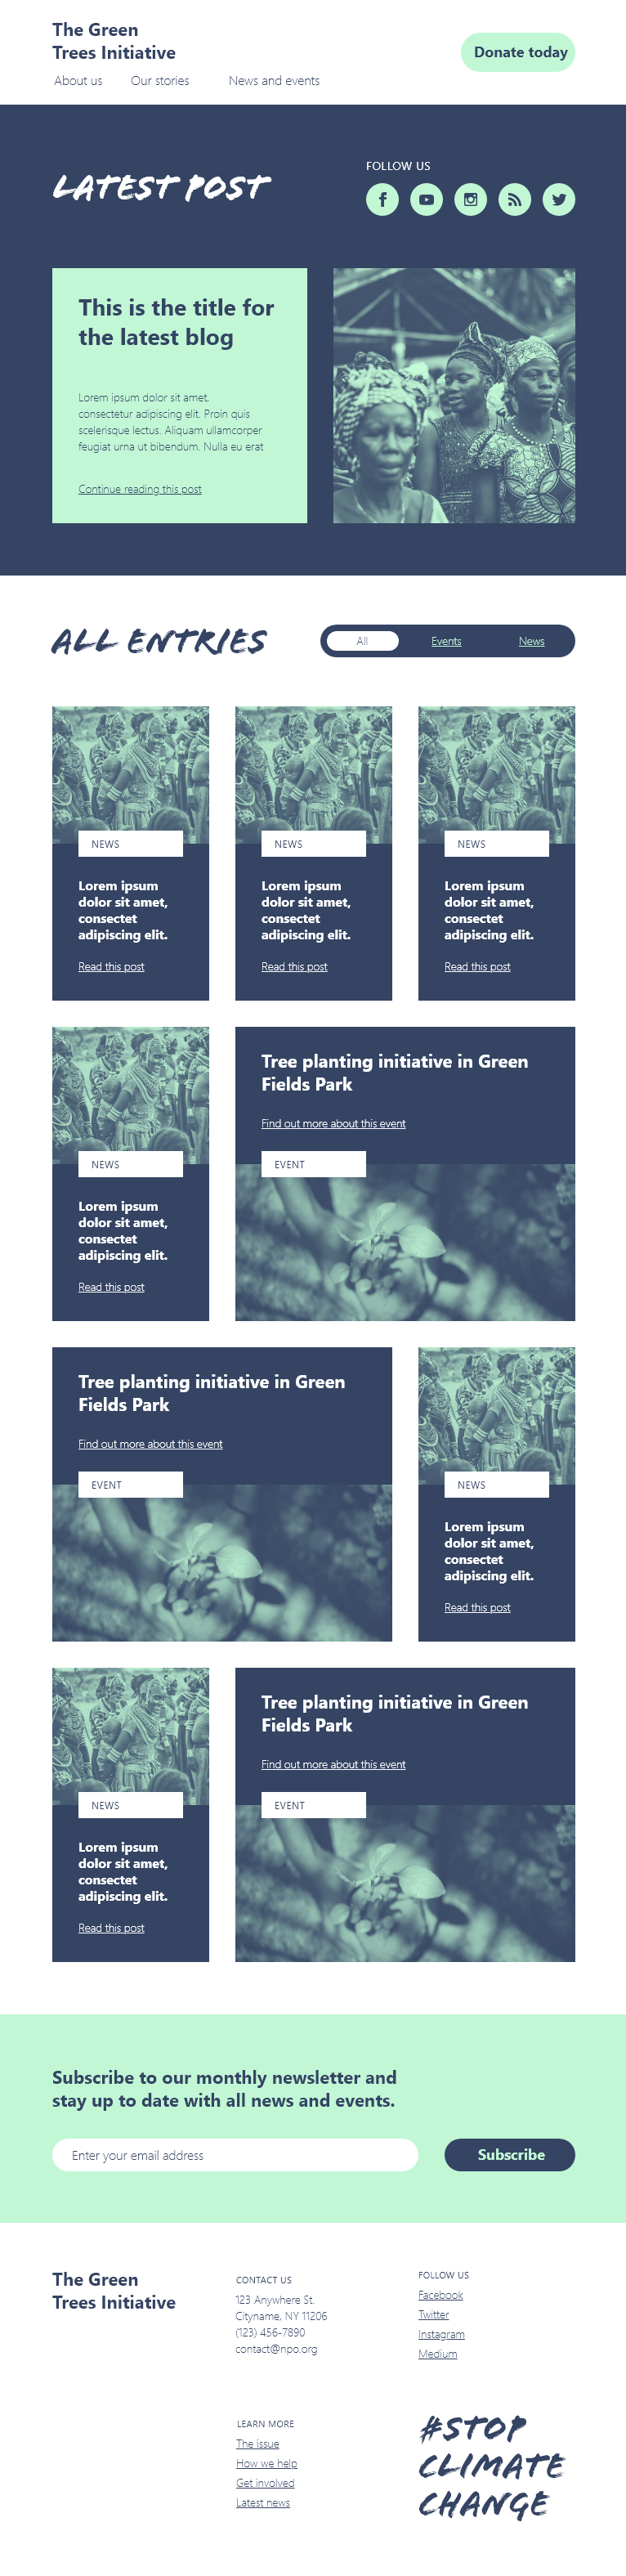 The Green
Trees Initiative
Donate today
About us
Our stories
News and events
LATEST POST
FOLLOW US
This is the title for
the latest blog
Lorem ipsum dolor sit amet,
consectetur adipiscing elit. Proin quis
scelerisque lectus. Aliquam ullamcorper
feugiat urna ut bibendum. Nulla eu erat
Continue reading this post
ALL ENTRIES
All
Events
News
NEWS
Lorem ipsum
dolor sit amet,
consectet
adipiscing elit.
Read this post
NEWS
Lorem ipsum
dolor sit amet,
consectet
adipiscing elit.
Read this post
NEWS
Lorem ipsum
dolor sit amet,
consectet
adipiscing elit.
Read this post
NEWS
Lorem ipsum
dolor sit amet,
consectet
adipiscing elit.
Read this post
Tree planting initiative in Green
Fields Park
Find out more about this event
EVENT
Tree planting initiative in Green
Fields Park
Find out more about this event
EVENT
NEWS
Lorem ipsum
dolor sit amet,
consectet
adipiscing elit.
Read this post
NEWS
Lorem ipsum
dolor sit amet,
consectet
adipiscing elit.
Read this post
Tree planting initiative in Green
Fields Park
Find out more about this event
EVENT
Subscribe to our monthly newsletter and
stay up to date with all news and events.
Enter your email address
Subscribe
The Green
Trees Initiative
CONTACT US
123 Anywhere St.
Cityname, NY 11206
(123) 456-7890
contact@npo.org
FOLLOW US
Facebook
Twitter
Instagram
Medium
LEARN MORE
The issue
How we help
Get involved
Latest news
#STOP
CLIMATE
CHANGE